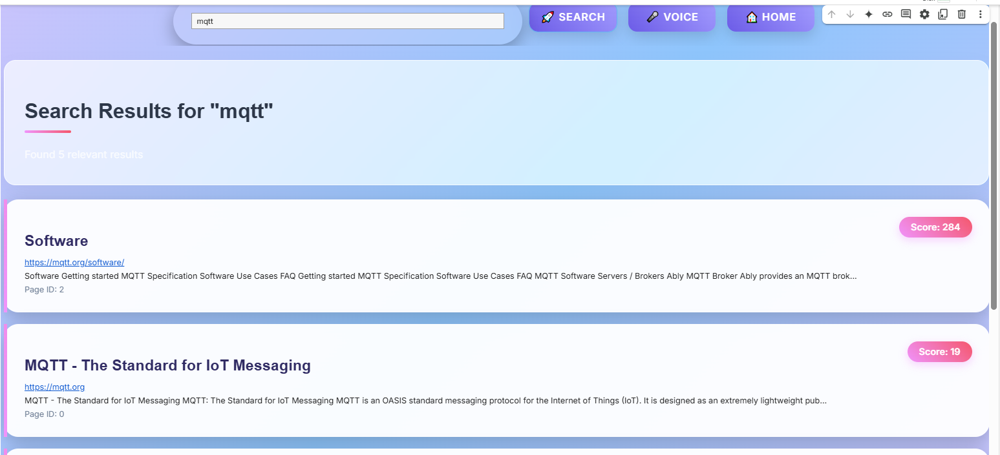 mqtt
SEARCH
VOICE
HOME
Search Results for "mqtt"
Found 5 relevant results
Score: 284
Software
https://mqtt.org/software/
Software Getting started MQTT Specification Software Use Cases FAQ Getting started MQTT Specification Software Use Cases FAQ MQTT Software Servers / Brokers Ably MQTT Broker Ably provides an MQTT brok...
Page ID: 2
Score: 19
MQTT - The Standard for IoT Messaging
https://mqtt.org
MQTT - The Standard for IoT Messaging MQTT: The Standard for IoT Messaging MQTT is an OASIS standard messaging protocol for the Internet of Things (IoT). It is designed as an extremely lightweight pub...
Page ID: 0